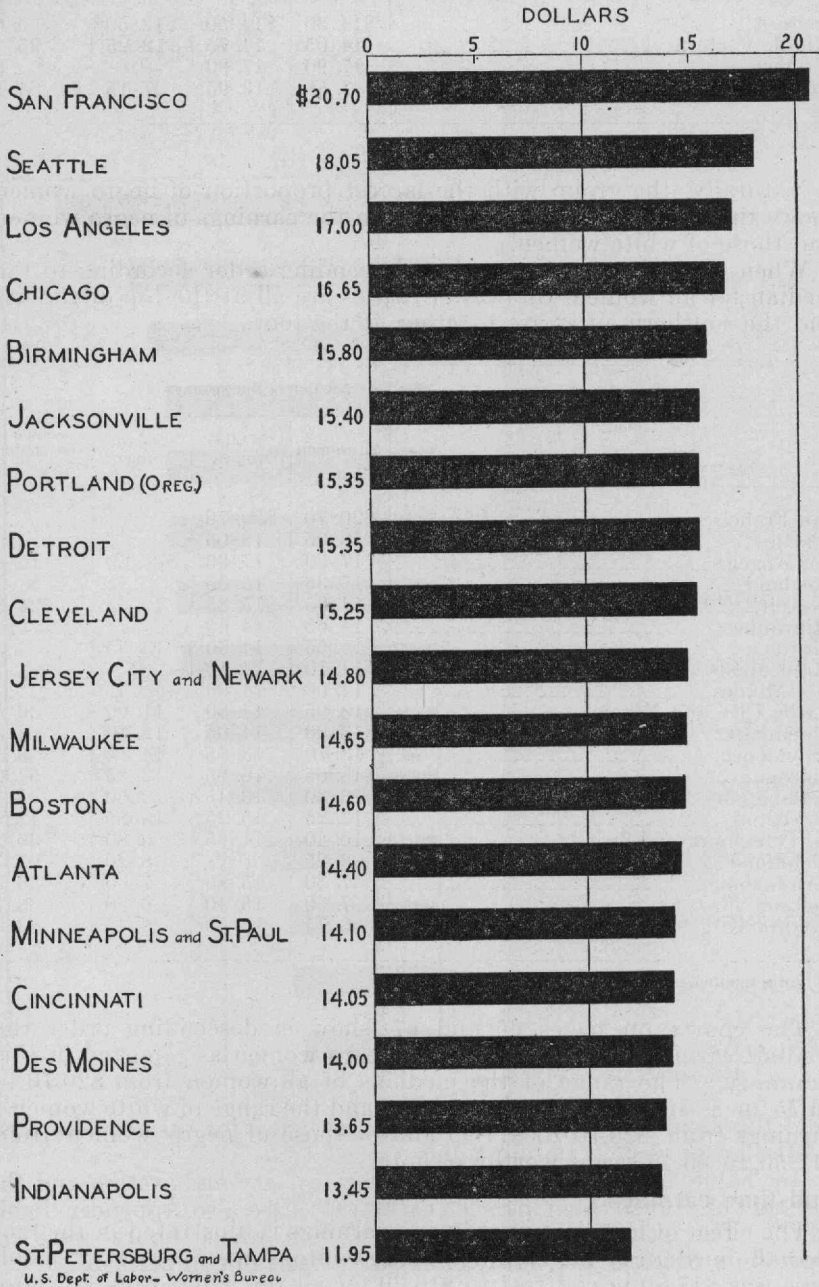 DOLLARS
0 5 10 15 20
SAN FRANCISCO $20.70
SEATTLE 18.05
LOS ANGELES 17.00
CHICAGO 16.65
BIRMINGHAM 15.80
JACKSONVILLE 15.40
PORTLAND (OREG.) 15.35
DETROIT 15.35
CLEVELAND 15.25
JERSEY CITY and NEWARK 14.80
MILWAUKEE 14.65
BOSTON 14.60
ATLANTA 14.40
MINNEAPOLIS and ST.PAUL 14.10
CINCINNATI 14.05
DES MOINES 14.00
PROVIDENCE 13.65
INDIANAPOLIS 13.45
ST.PETERSBURG and TAMPA 11.95
U.S. Dept. of Labor - Women's Bureau